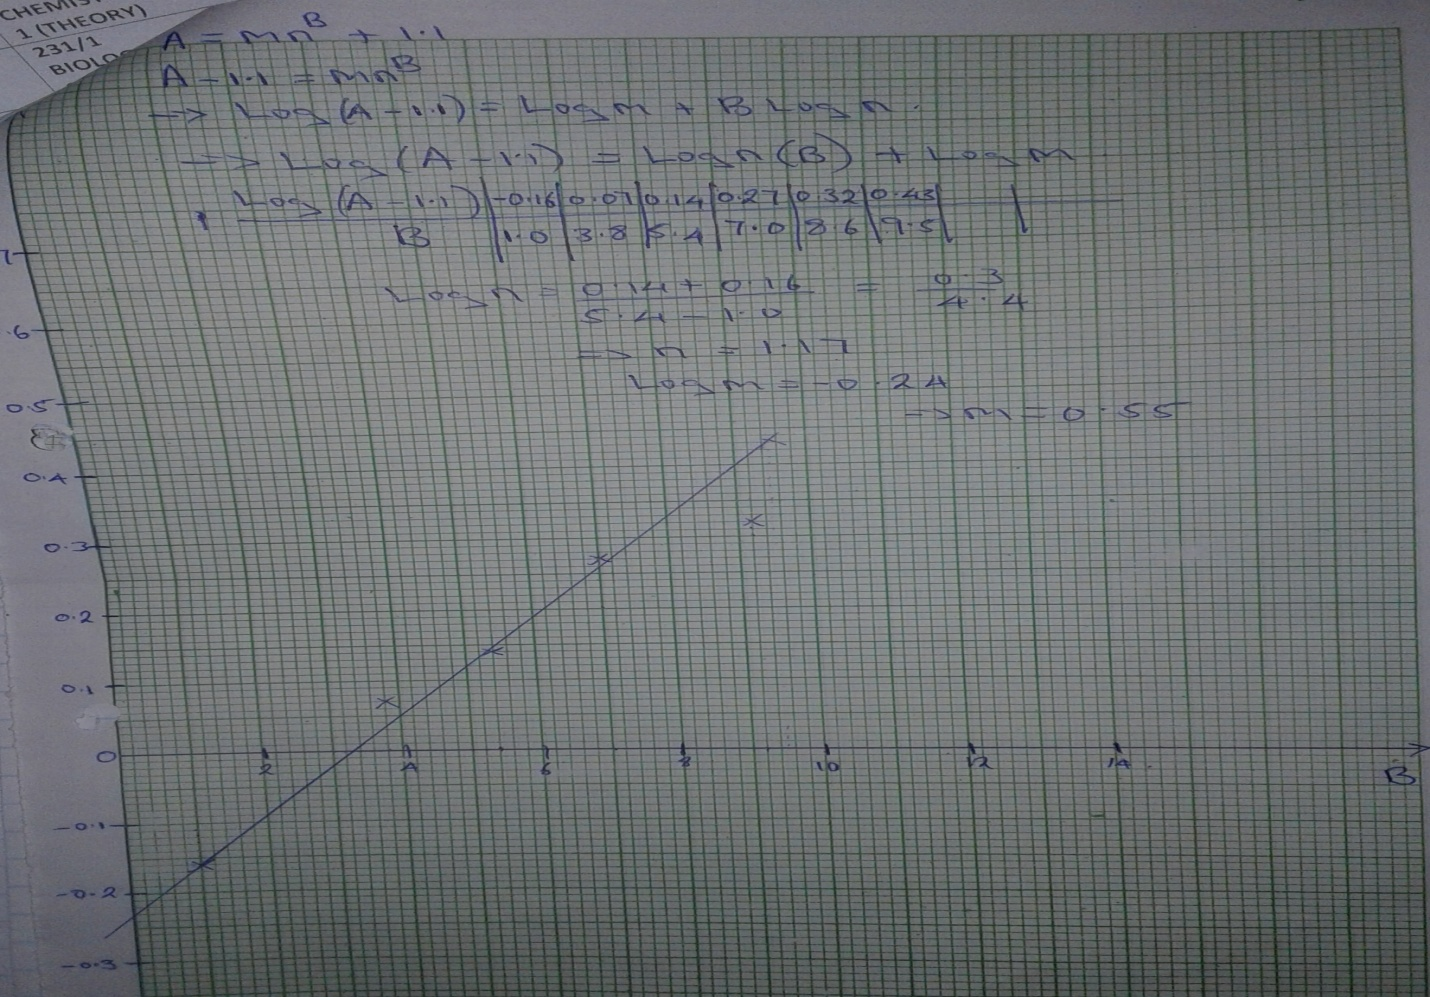 CHEMIS
1 (THEORY)
231/1
BIOLOG
A = mn^B + 1.1
A - 1.1 = mn^B
-> Log (A - 1.1) = Log m + B Log n.
-> Log (A - 1.1) = Log n (B) + Log m
Log (A - 1.1) | -0.16 | 0.07 | 0.14 | 0.27 | 0.32 | 0.43 |
B | 1.0 | 3.8 | 5.4 | 7.0 | 8.6 | 9.5 |
Log n = (0.14 + 0.16)/(5.4 - 1.0) = 0.3/4.4
-> n = 1.17
Log m = -0.24
-> m = 0.55
.6
0.5
0.4
0.3
0.2
0.1
0
2 4 6 8 10 12 14
B
-0.1
-0.2
-0.3